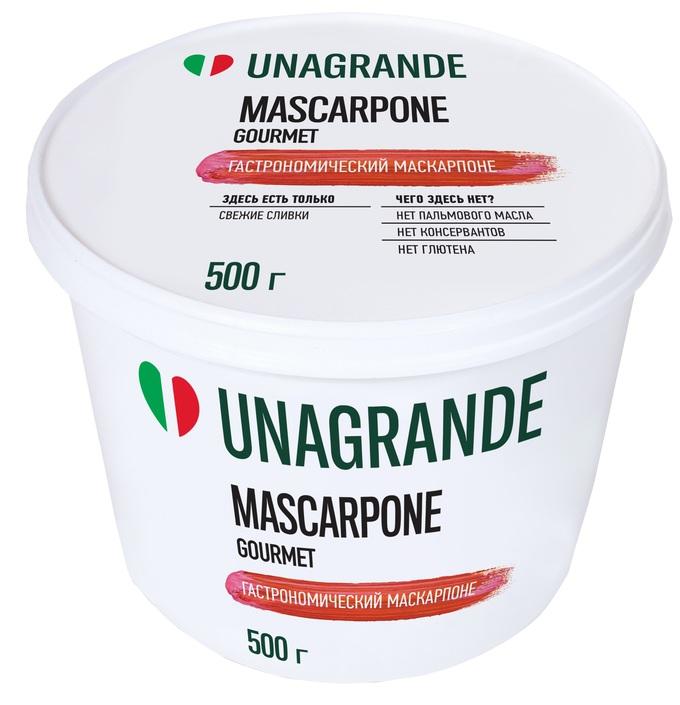 UNAGRANDE
MASCARPONE
GOURMET
ГАСТРОНОМИЧЕСКИЙ МАСКАРПОНЕ
ЗДЕСЬ ЕСТЬ ТОЛЬКО
СВЕЖИЕ СЛИВКИ
ЧЕГО ЗДЕСЬ НЕТ?
НЕТ ПАЛЬМОВОГО МАСЛА
НЕТ КОНСЕРВАНТОВ
НЕТ ГЛЮТЕНА
500 г
UNAGRANDE
MASCARPONE
GOURMET
ГАСТРОНОМИЧЕСКИЙ МАСКАРПОНЕ
500 г